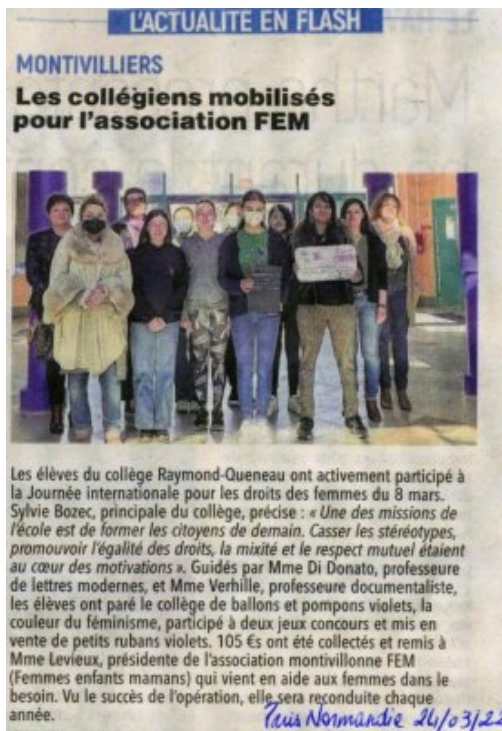 L'ACTUALITE EN FLASH
MONTIVILLIERS
Les collégiens mobilisés
pour l'association FEM
Les élèves du collège Raymond-Queneau ont activement participé à
la Journée internationale pour les droits des femmes du 8 mars.
Sylvie Bozec, principale du collège, précise : « Une des missions de
l'école est de former les citoyens de demain. Casser les stéréotypes,
promouvoir l'égalité des droits, la mixité et le respect mutuel étaient
au cœur des motivations ». Guidés par Mme Di Donato, professeure
de lettres modernes, et Mme Verhille, professeure documentaliste,
les élèves ont paré le collège de ballons et pompons violets, la
couleur du féminisme, participé à deux jeux concours et mis en
vente de petits rubans violets. 105 €s ont été collectés et remis à
Mme Levieux, présidente de l'association montivillonne FEM
(Femmes enfants mamans) qui vient en aide aux femmes dans le
besoin. Vu le succès de l'opération, elle sera reconduite chaque
année.
Normandie 24/03/22